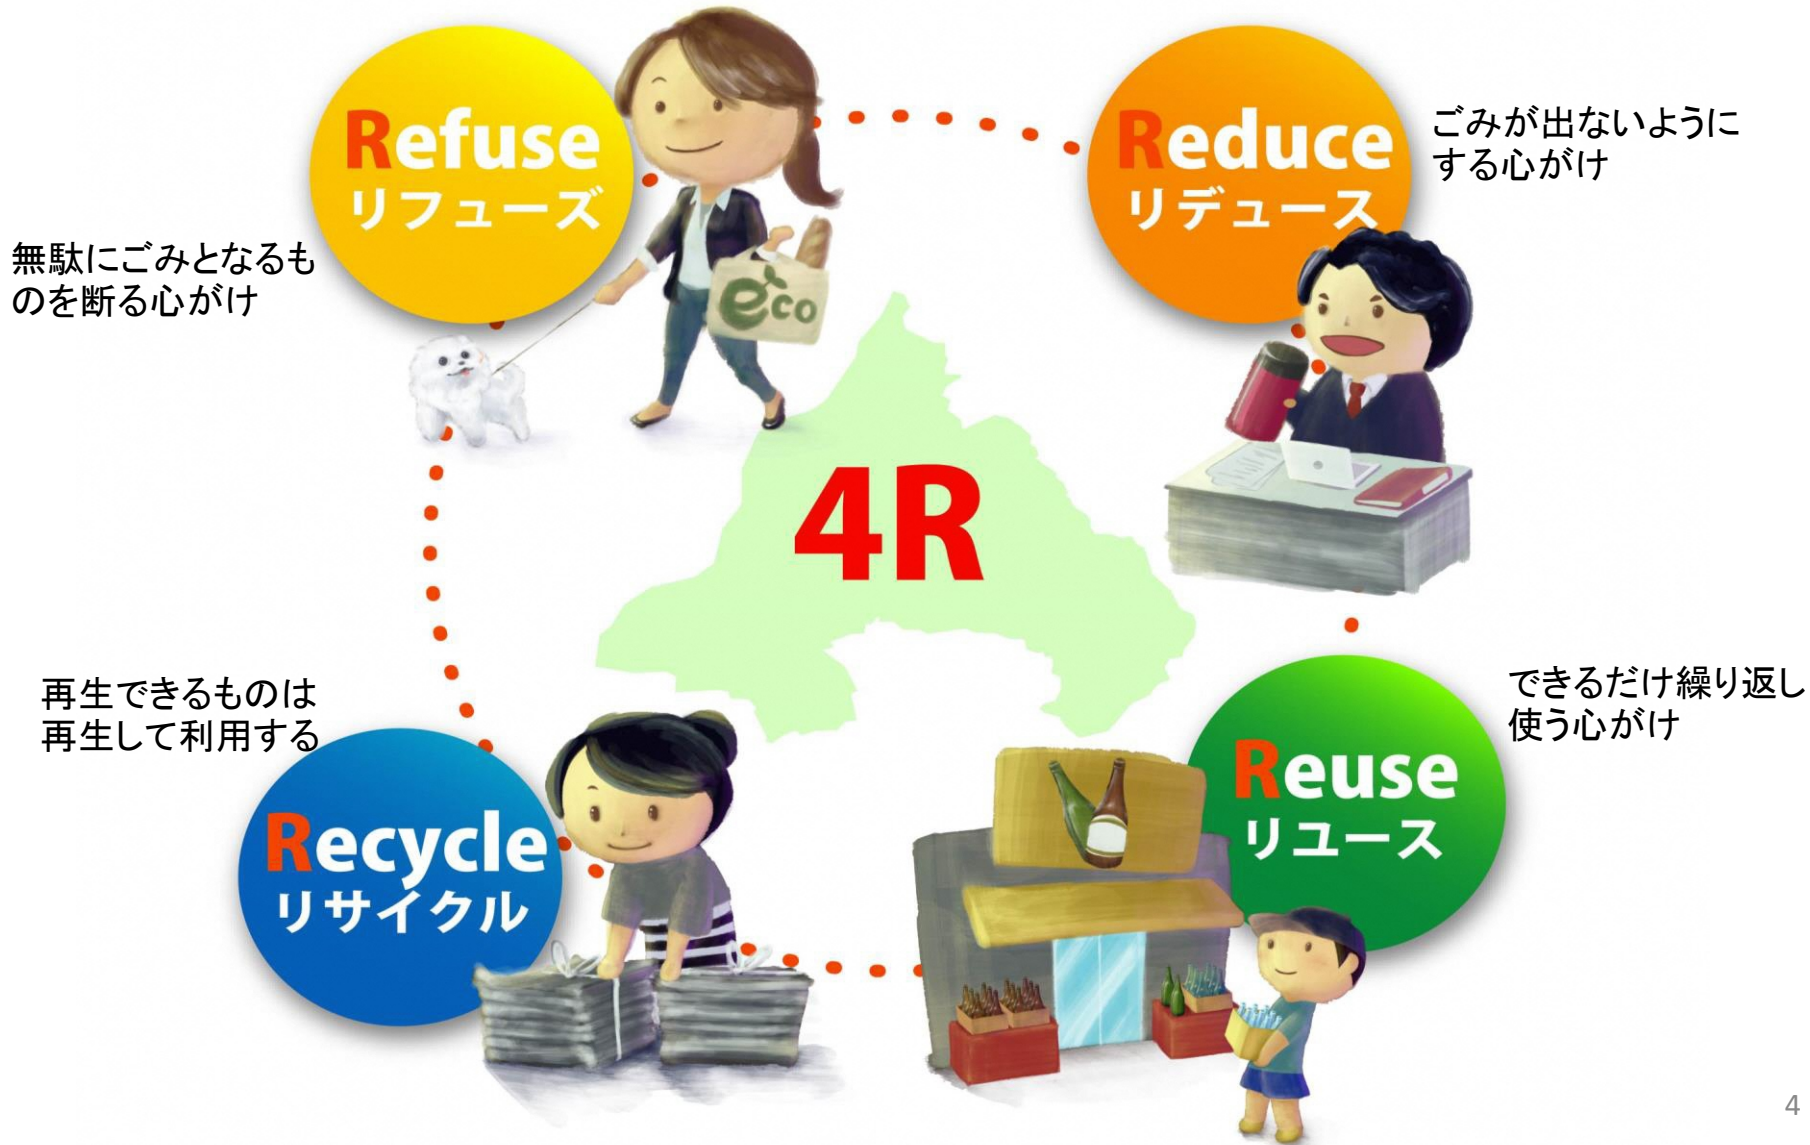 Refuse
リフューズ
無駄にごみとなるも
のを断る心がけ
eco
Reduce
リデュース
ごみが出ないように
する心がけ
4R
再生できるものは
再生して利用する
Recycle
リサイクル
できるだけ繰り返し
使う心がけ
Reuse
リユース
4